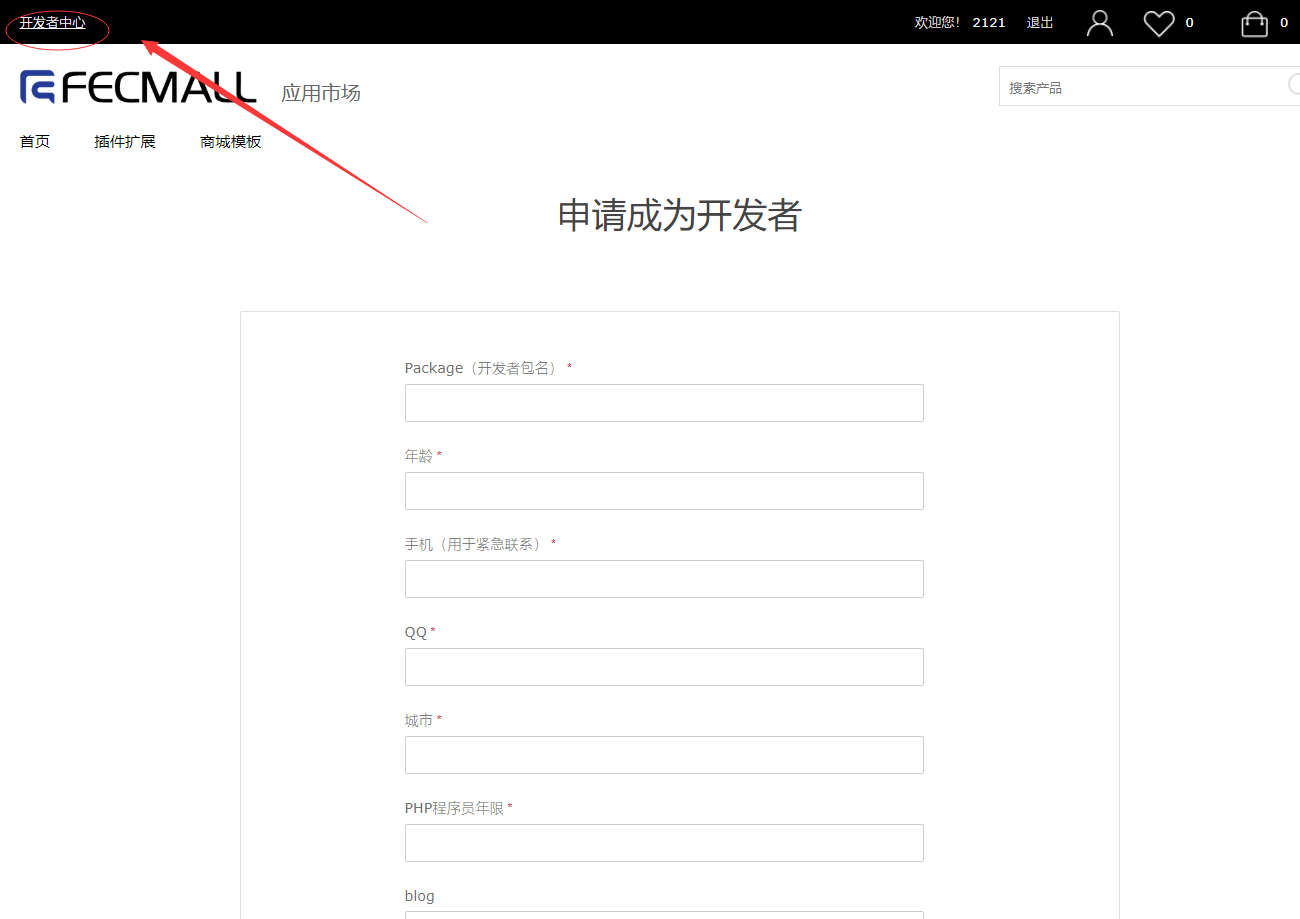 开发者中心
欢迎您! 2121 退出 0 0
FECMALL 应用市场
搜索产品
首页 插件扩展 商城模板
申请成为开发者
Package（开发者包名） *
年龄 *
手机（用于紧急联系） *
QQ *
城市 *
PHP程序员年限 *
blog